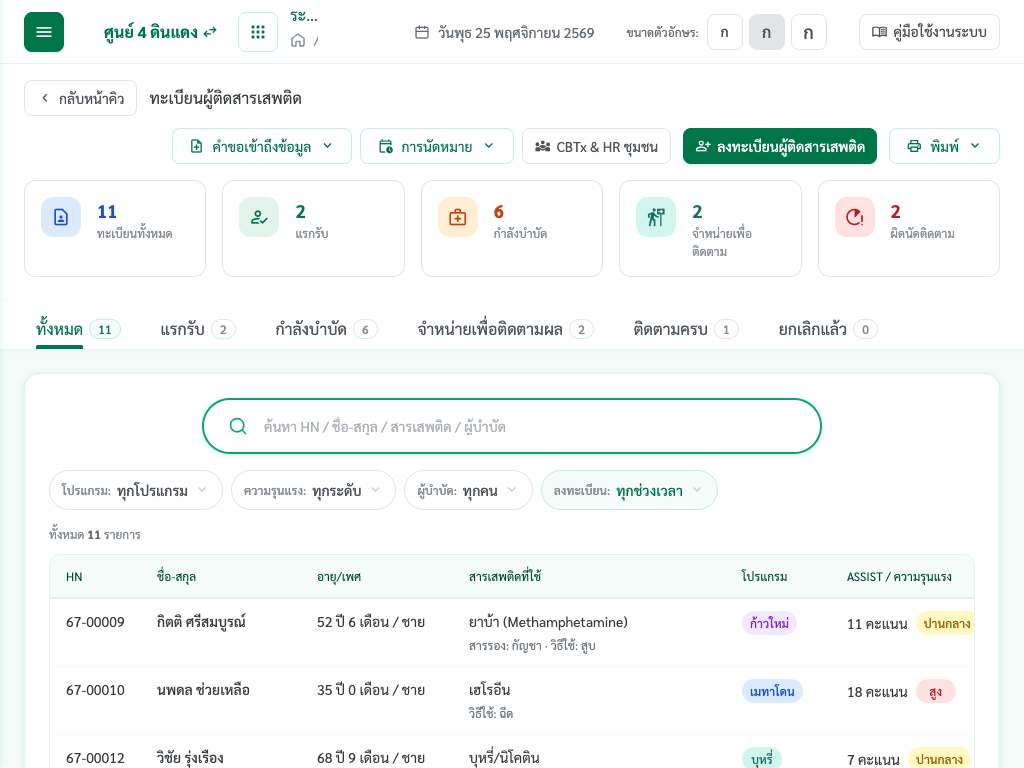 ศูนย์ 4 ดินแดง
ระ...
/
วันพุธ 25 พฤศจิกายน 2569
ขนาดตัวอักษร:
ก
ก
ก
คู่มือใช้งานระบบ
กลับหน้าคิว
ทะเบียนผู้ติดสารเสพติด
คำขอเข้าถึงข้อมูล
การนัดหมาย
CBTx & HR ชุมชน
ลงทะเบียนผู้ติดสารเสพติด
พิมพ์
11
ทะเบียนทั้งหมด
2
แรกรับ
6
กำลังบำบัด
2
จำหน่ายเพื่อ
ติดตาม
2
ผิดนัดติดตาม
ทั้งหมด 11
แรกรับ 2
กำลังบำบัด 6
จำหน่ายเพื่อติดตามผล 2
ติดตามครบ 1
ยกเลิกแล้ว 0
ค้นหา HN / ชื่อ-สกุล / สารเสพติด / ผู้บำบัด
โปรแกรม: ทุกโปรแกรม
ความรุนแรง: ทุกระดับ
ผู้บำบัด: ทุกคน
ลงทะเบียน: ทุกช่วงเวลา
ทั้งหมด 11 รายการ
HN ชื่อ-สกุล อายุ/เพศ สารเสพติดที่ใช้ โปรแกรม ASSIST / ความรุนแรง
67-00009 กิตติ ศรีสมบูรณ์ 52 ปี 6 เดือน / ชาย ยาบ้า (Methamphetamine) ก้าวใหม่ 11 คะแนน ปานกลาง
สารรอง: กัญชา · วิธีใช้: สูบ
67-00010 นพดล ช่วยเหลือ 35 ปี 0 เดือน / ชาย เฮโรอีน เมทาโดน 18 คะแนน สูง
วิธีใช้: ฉีด
67-00012 วิชัย รุ่งเรือง 68 ปี 9 เดือน / ชาย บุหรี่/นิโคติน บุหรี่ 7 คะแนน ปานกลาง